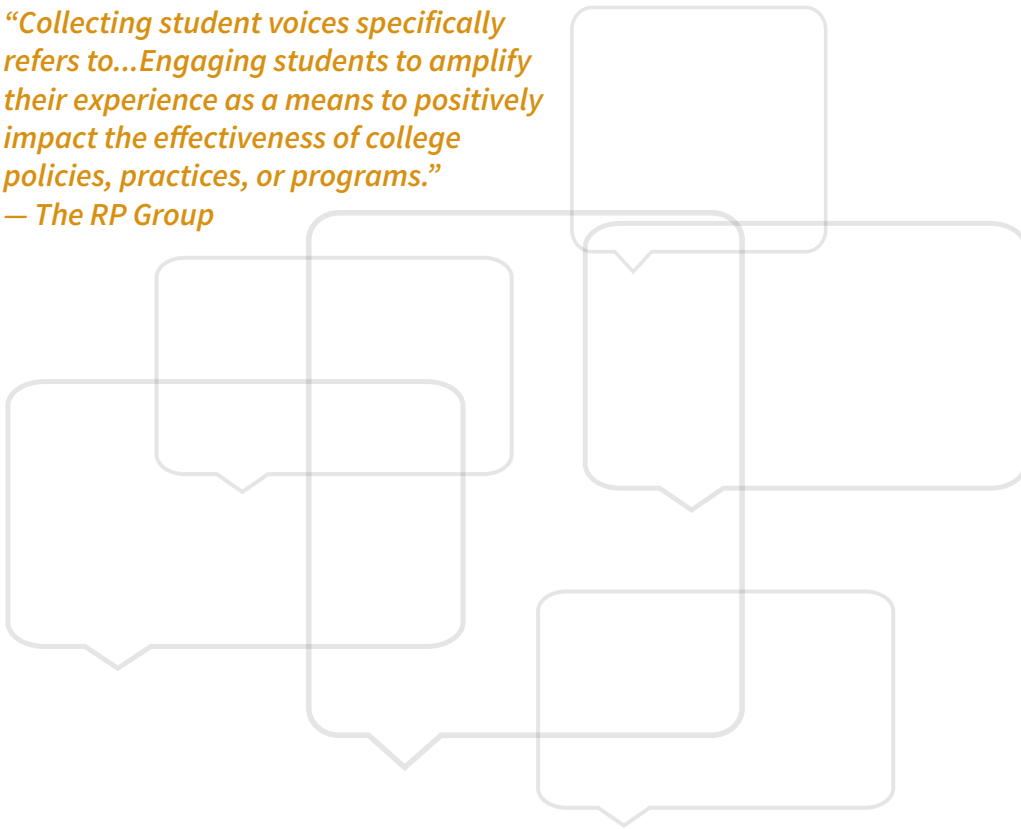 “Collecting student voices specifically
refers to...Engaging students to amplify
their experience as a means to positively
impact the effectiveness of college
policies, practices, or programs.”
— The RP Group